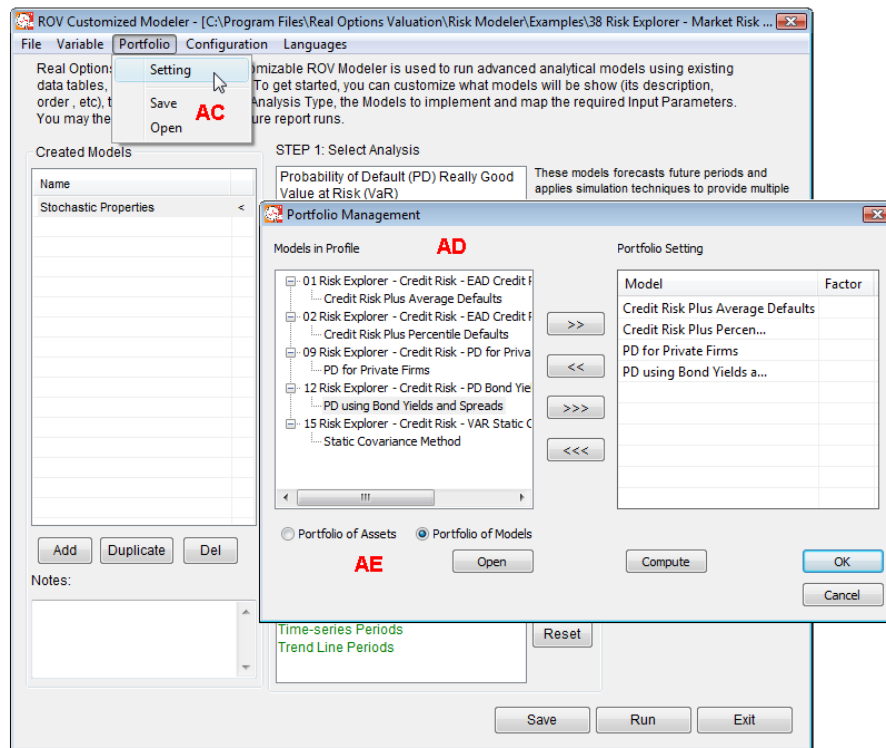 ROV Customized Modeler - [C:\Program Files\Real Options Valuation\Risk Modeler\Examples\38 Risk Explorer - Market Risk ...
File Variable Portfolio Configuration Languages
Real Option mizable ROV Modeler is used to run advanced analytical models using existing
data tables, To get started, you can customize what models will be show (its description,
order , etc), t Analysis Type, the Models to implement and map the required Input Parameters.
You may the ure report runs.
Setting
Save
Open
AC
Created Models
Name
Stochastic Properties <
STEP 1: Select Analysis
Probability of Default (PD) Really Good
Value at Risk (VaR)
These models forecasts future periods and
applies simulation techniques to provide multiple
Portfolio Management
Models in Profile
AD
Portfolio Setting
01 Risk Explorer - Credit Risk - EAD Credit
Credit Risk Plus Average Defaults
02 Risk Explorer - Credit Risk - EAD Credit
Credit Risk Plus Percentile Defaults
09 Risk Explorer - Credit Risk - PD for Priva
PD for Private Firms
12 Risk Explorer - Credit Risk - PD Bond Yie
PD using Bond Yields and Spreads
15 Risk Explorer - Credit Risk - VAR Static
Static Covariance Method
>>
<<
>>>
<<<
Model Factor
Credit Risk Plus Average Defaults
Credit Risk Plus Percen...
PD for Private Firms
PD using Bond Yields a...
Portfolio of Assets Portfolio of Models
AE
Open
Compute
OK
Cancel
Add Duplicate Del
Notes:
Time-series Periods
Trend Line Periods
Reset
Save Run Exit